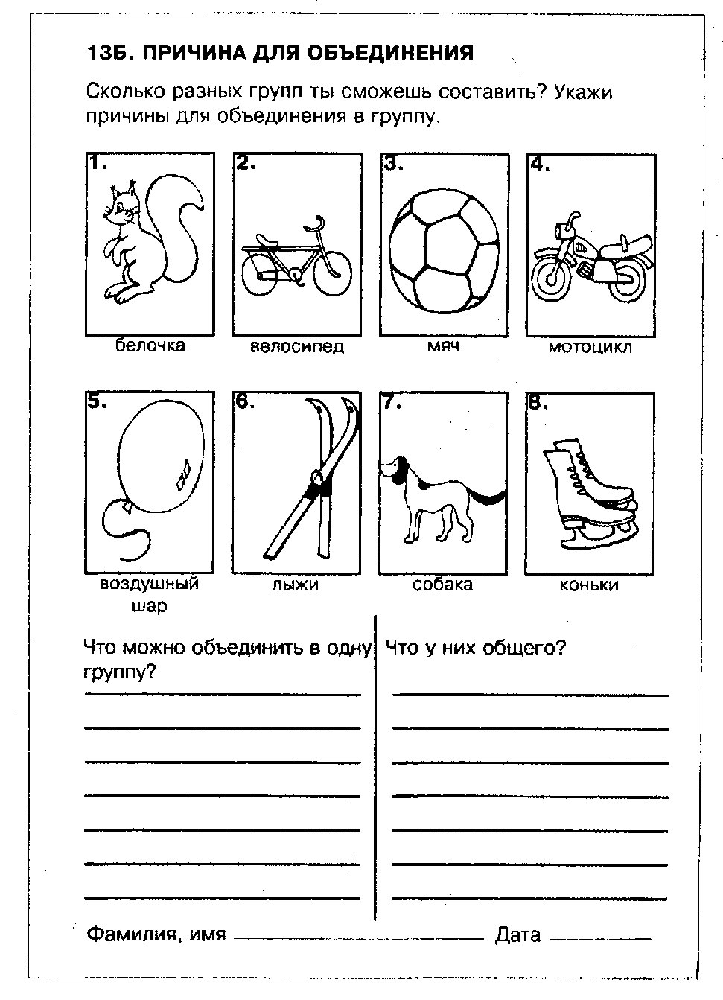 13Б. ПРИЧИНА ДЛЯ ОБЪЕДИНЕНИЯ
Сколько разных групп ты сможешь составить? Укажи
причины для объединения в группу.
1.
2.
3.
4.
белочка
велосипед
мяч
мотоцикл
5.
6.
7.
8.
воздушный
шар
лыжи
собака
коньки
Что можно объединить в одну
группу?
Что у них общего?
Фамилия, имя
Дата